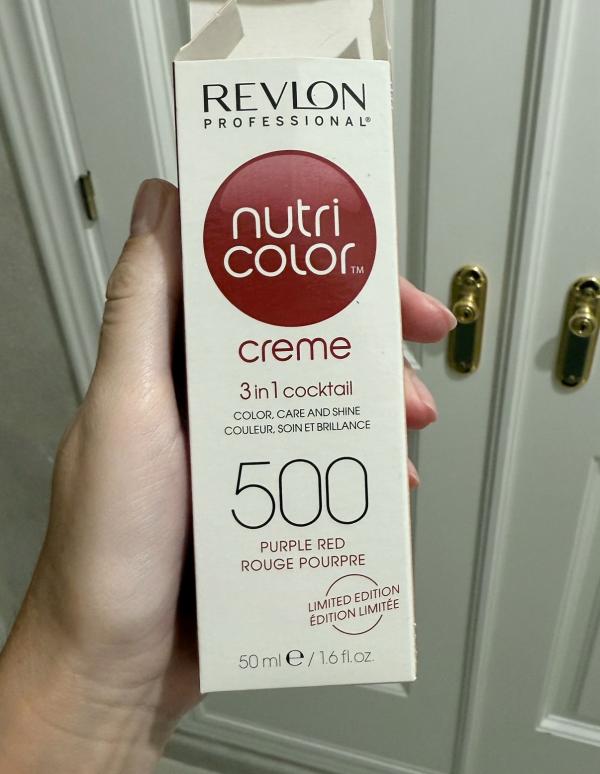 REVLON
PROFESSIONAL®
nutri
color™
creme
3 in 1 cocktail
COLOR, CARE AND SHINE
COULEUR, SOIN ET BRILLANCE
500
PURPLE RED
ROUGE POURPRE
LIMITED EDITION
ÉDITION LIMITÉE
50 ml ℮ / 1.6 fl.oz.